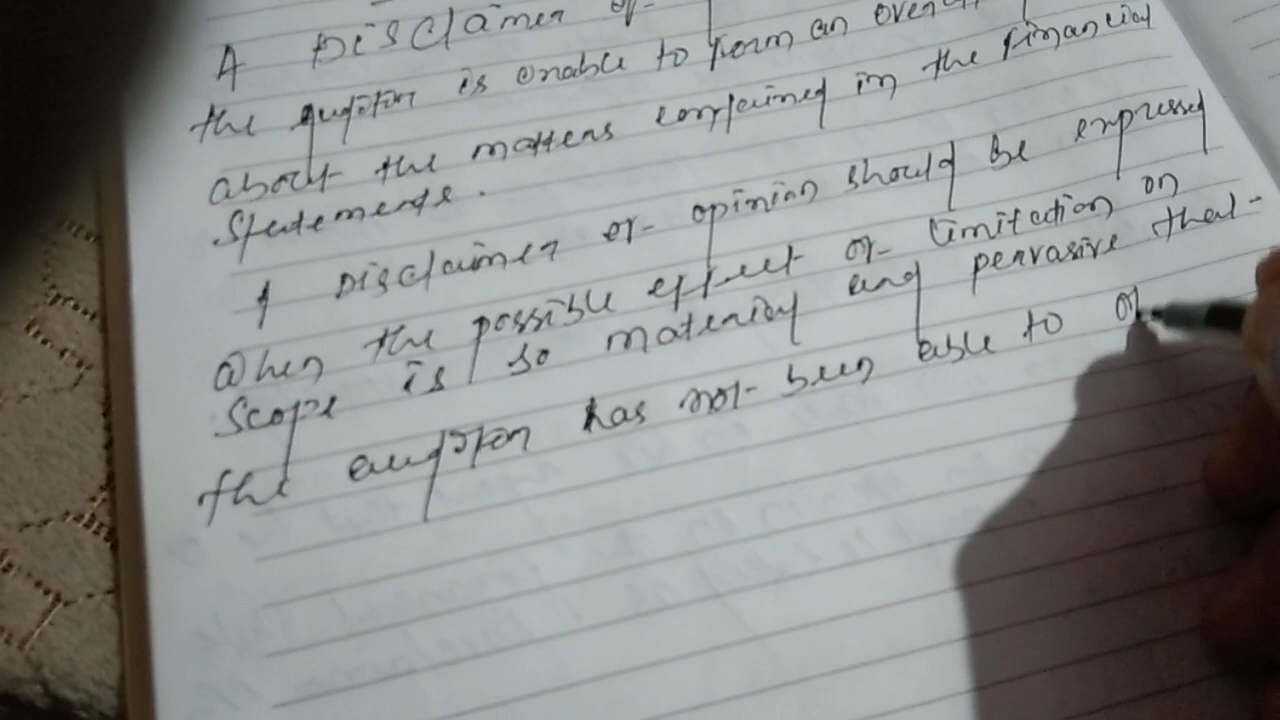 A Disclaimer of
the auditor is unable to form an over
about the matters contained in the financial
statements.
A Disclaimer of opinion should be expressed
when the possible effect of limitation on
scope is so material and pervasive that
the auditor has not been able to